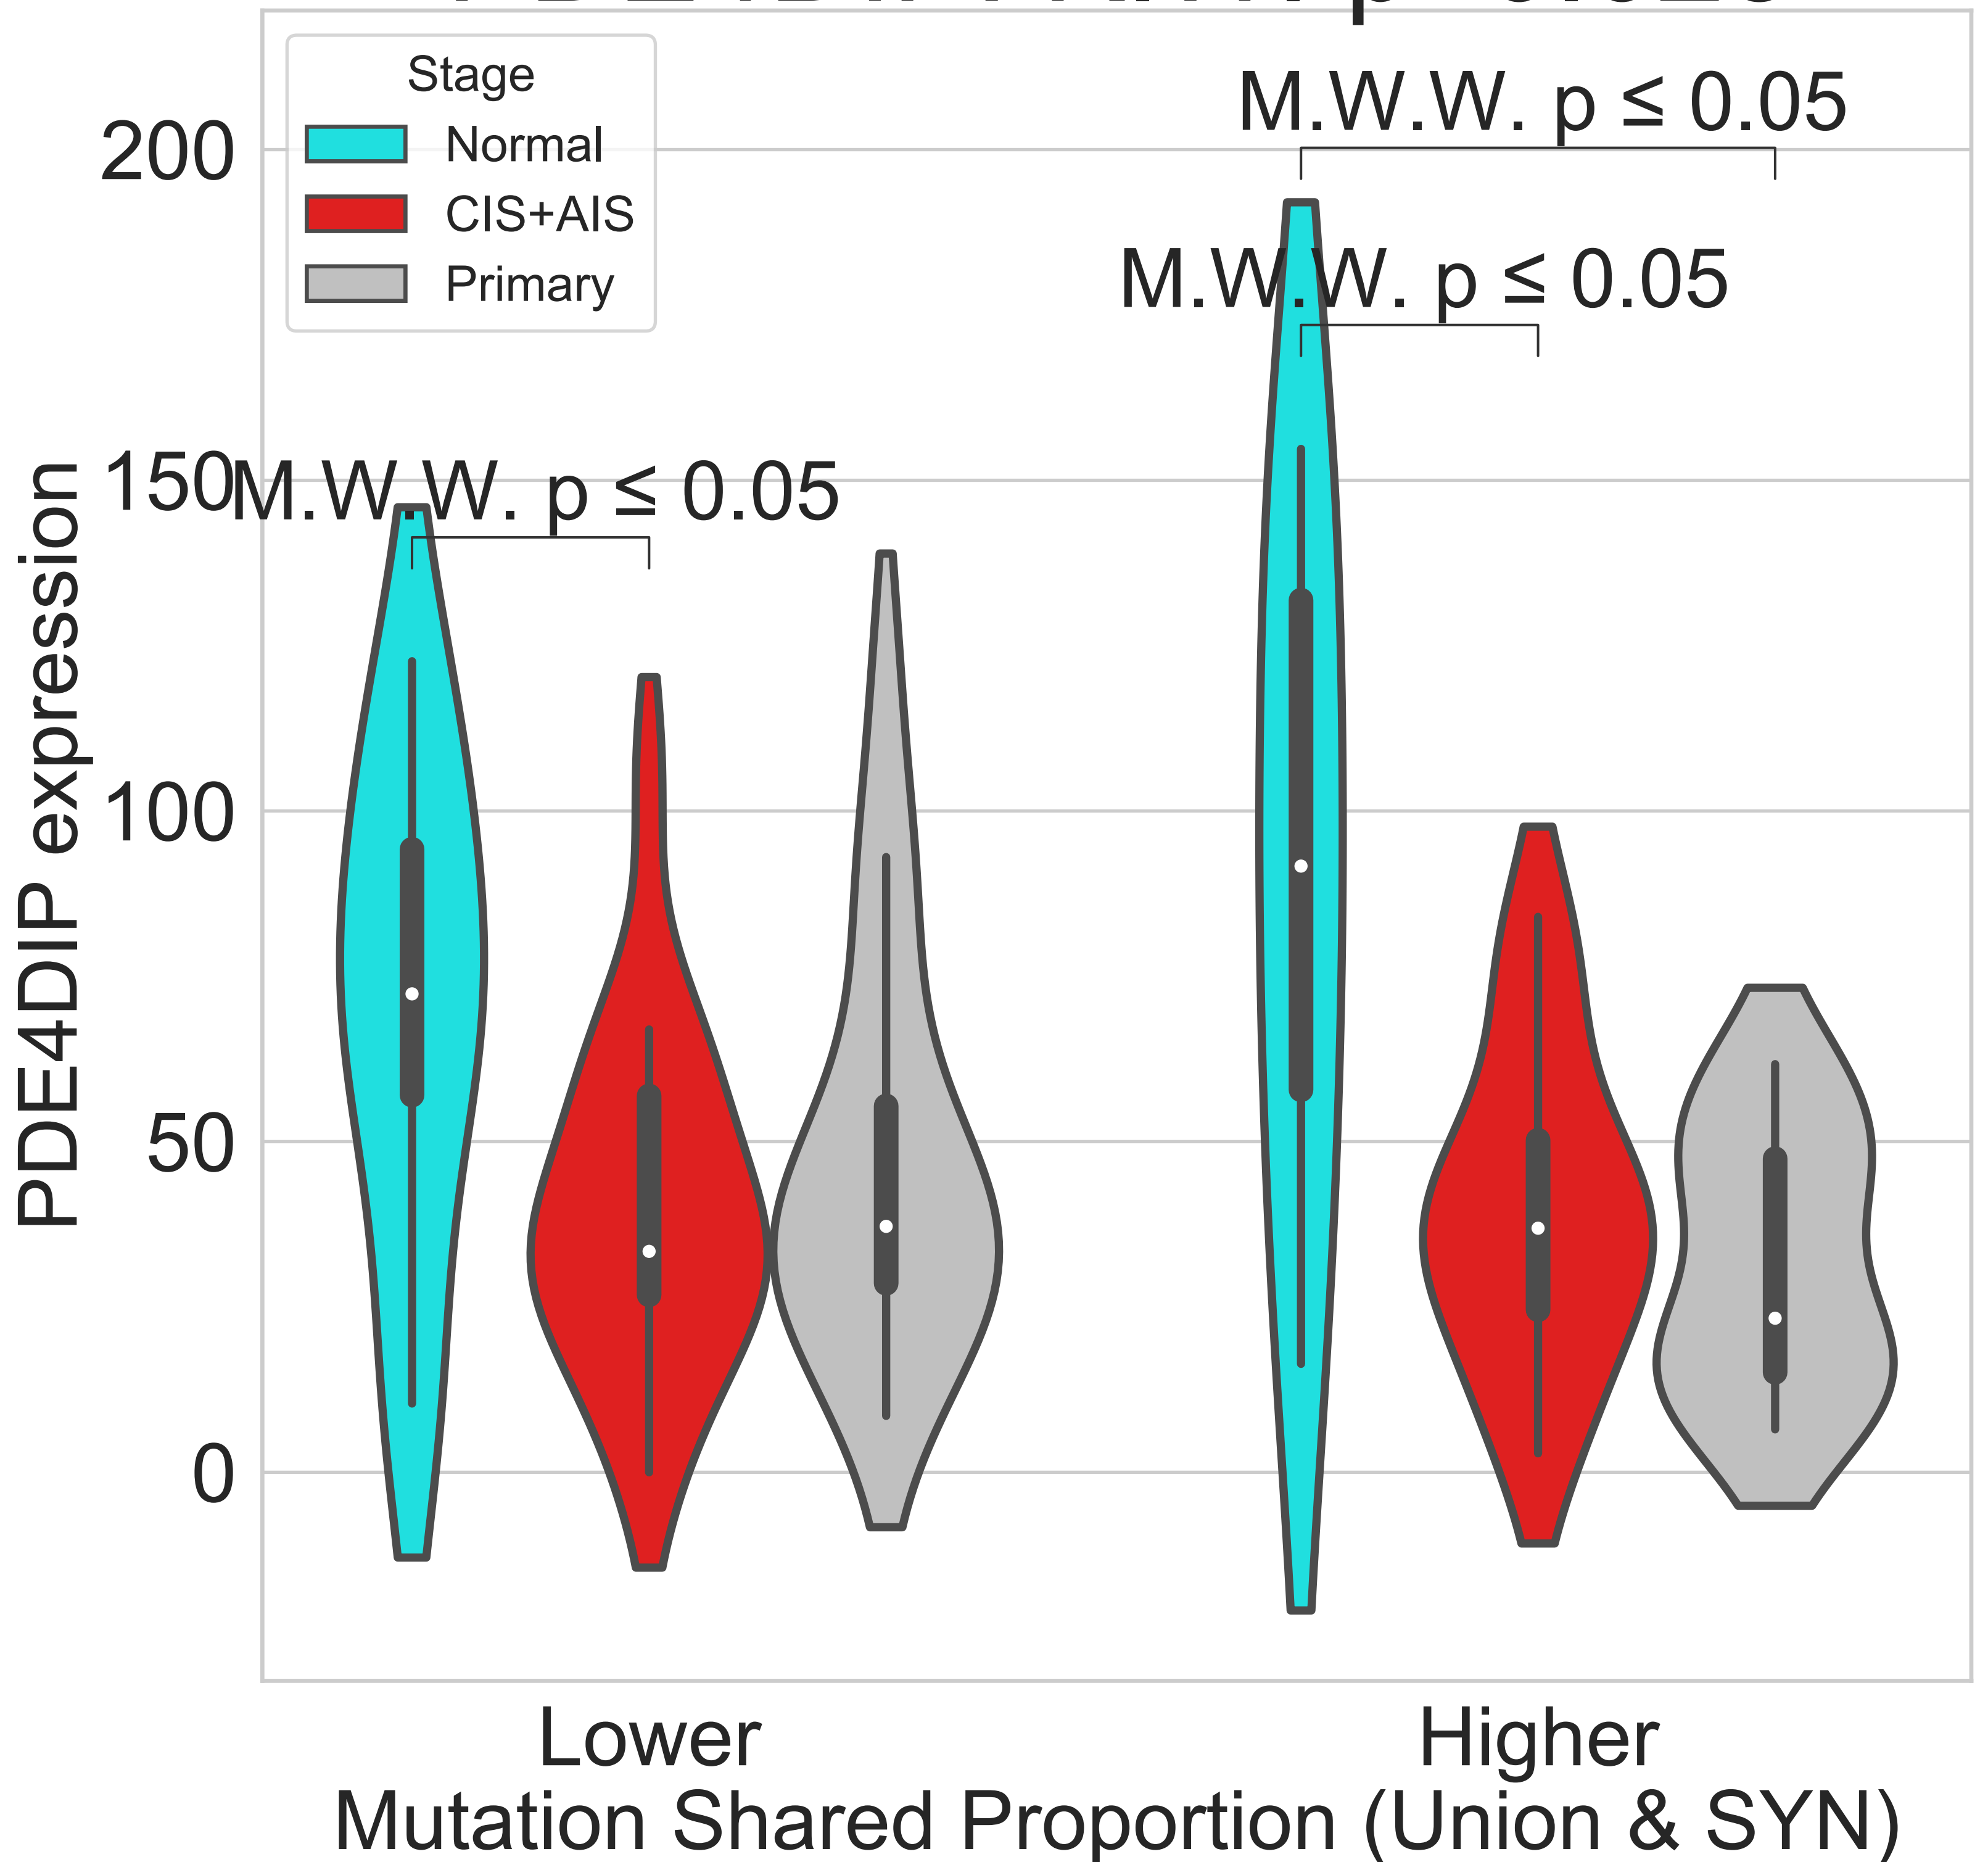 Stage
Normal
CIS+AIS
Primary
M.W.W. p ≤ 0.05
M.W.W. p ≤ 0.05
M.W.W. p ≤ 0.05
200
150
100
50
0
PDE4DIP expression
Lower
Higher
Mutation Shared Proportion (Union & SYN)